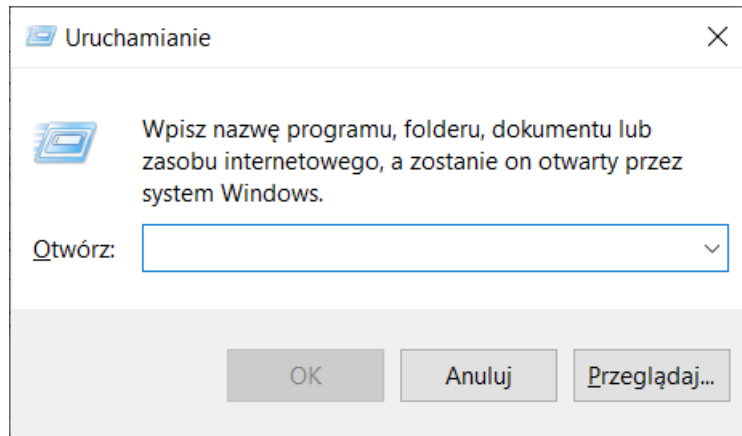 Uruchamianie
Wpisz nazwę programu, folderu, dokumentu lub
zasobu internetowego, a zostanie on otwarty przez
system Windows.
Otwórz:
OK Anuluj Przeglądaj...